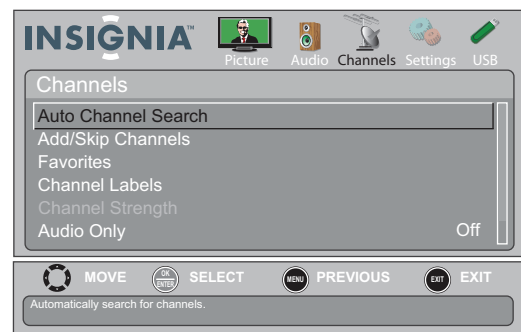 INSIGNIA™
Picture Audio Channels Settings USB
Channels
Auto Channel Search
Add/Skip Channels
Favorites
Channel Labels
Channel Strength
Audio Only Off
MOVE OK ENTER SELECT MENU PREVIOUS EXIT EXIT
Automatically search for channels.